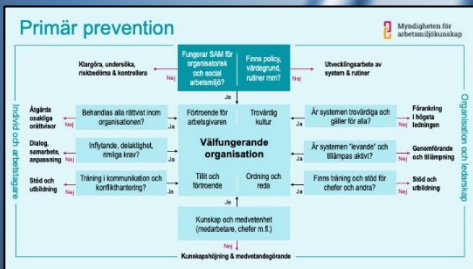 Primär prevention
Myndigheten för
arbetsmiljökunskap
Klargöra, undersöka,
riskbedöma & kontrollera
Nej
Fungerar SAM för
organisatorisk
och social
arbetsmiljö?
Finns policy,
värdegrund,
rutiner mm?
Nej
Utvecklingsarbete av
system & rutiner
Ja
Individ och arbetstagare
Åtgärda
osakliga
orättvisor
Nej
Behandlas alla rättvist inom
organisationen?
Ja
Förtroende för
arbetsgivaren
Trovärdig
kultur
Ja
Är systemen trovärdiga och
gäller för alla?
Nej
Förankring
i högsta
ledningen
Dialog,
samarbete,
anpassning
Nej
Inflytande, delaktighet,
rimliga krav?
Ja
Välfungerande
organisation
Ja
Är systemen "levande" och
tillämpas aktivt?
Nej
Genomförande
och tillämpning
Stöd och
utbildning
Nej
Träning i kommunikation och
konflikthantering?
Ja
Tillit och
förtroende
Ordning och
reda
Ja
Finns träning och stöd för
chefer och andra?
Nej
Stöd och
utbildning
Organisation och ledarskap
Ja
Kunskap och medvetenhet
(medarbetare, chefer m.fl.)
Nej
Kunskapshöjning & medvetandegörande